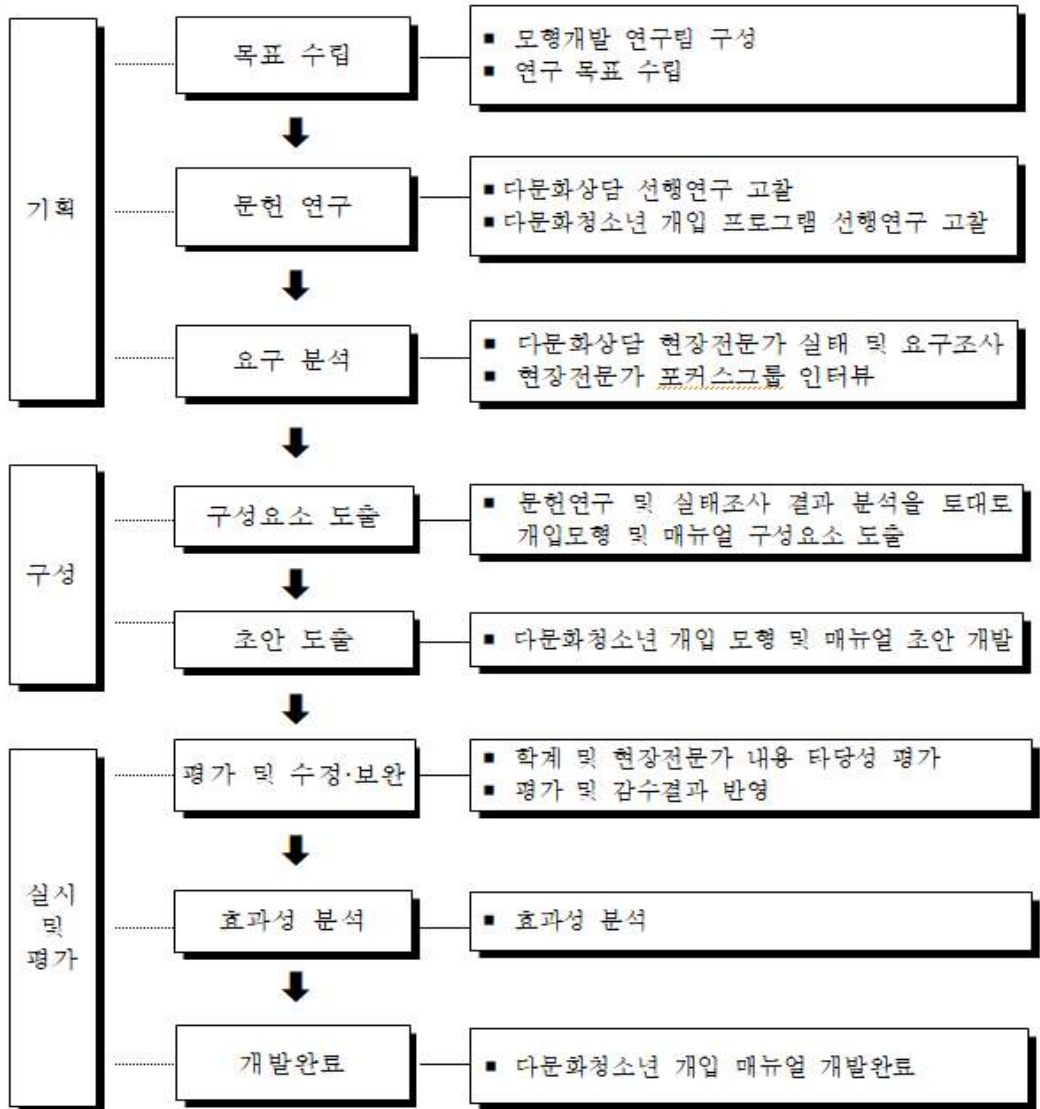 기획
목표 수립
▪ 모형개발 연구팀 구성
▪ 연구 목표 수립
문헌 연구
▪ 다문화상담 선행연구 고찰
▪ 다문화청소년 개입 프로그램 선행연구 고찰
요구 분석
▪ 다문화상담 현장전문가 실태 및 요구조사
▪ 현장전문가 포커스그룹 인터뷰
구성
구성요소 도출
▪ 문헌연구 및 실태조사 결과 분석을 토대로
개입모형 및 매뉴얼 구성요소 도출
초안 도출
▪ 다문화청소년 개입 모형 및 매뉴얼 초안 개발
실시
및
평가
평가 및 수정·보완
▪ 학계 및 현장전문가 내용 타당성 평가
▪ 평가 및 감수결과 반영
효과성 분석
▪ 효과성 분석
개발완료
▪ 다문화청소년 개입 매뉴얼 개발완료